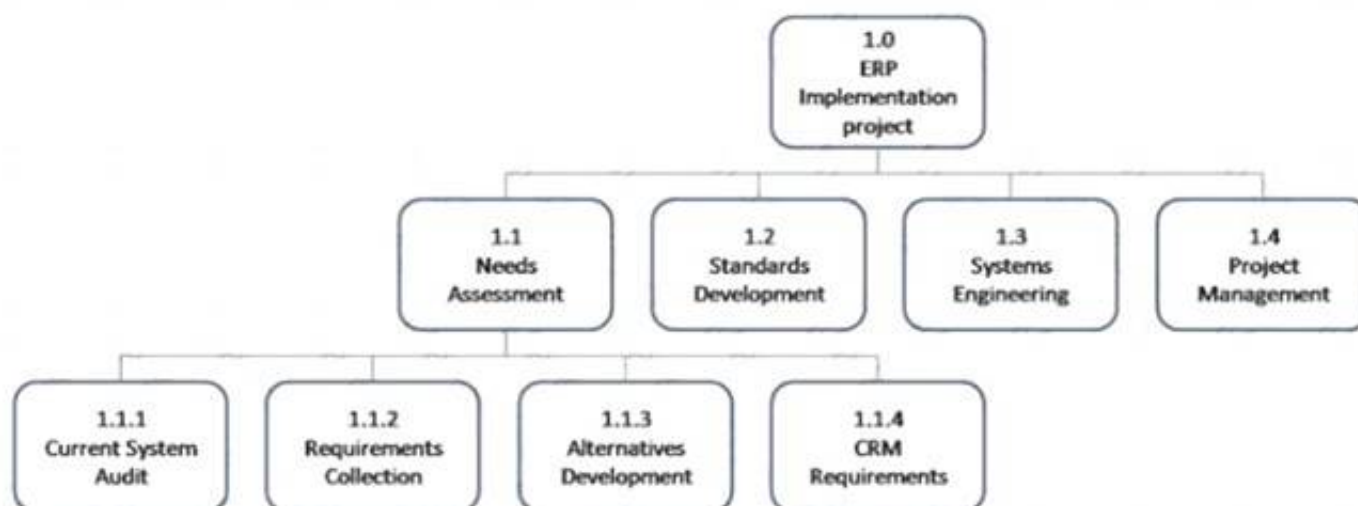 1.0
ERP
Implementation
project
1.1
Needs
Assessment
1.2
Standards
Development
1.3
Systems
Engineering
1.4
Project
Management
1.1.1
Current System
Audit
1.1.2
Requirements
Collection
1.1.3
Alternatives
Development
1.1.4
CRM
Requirements